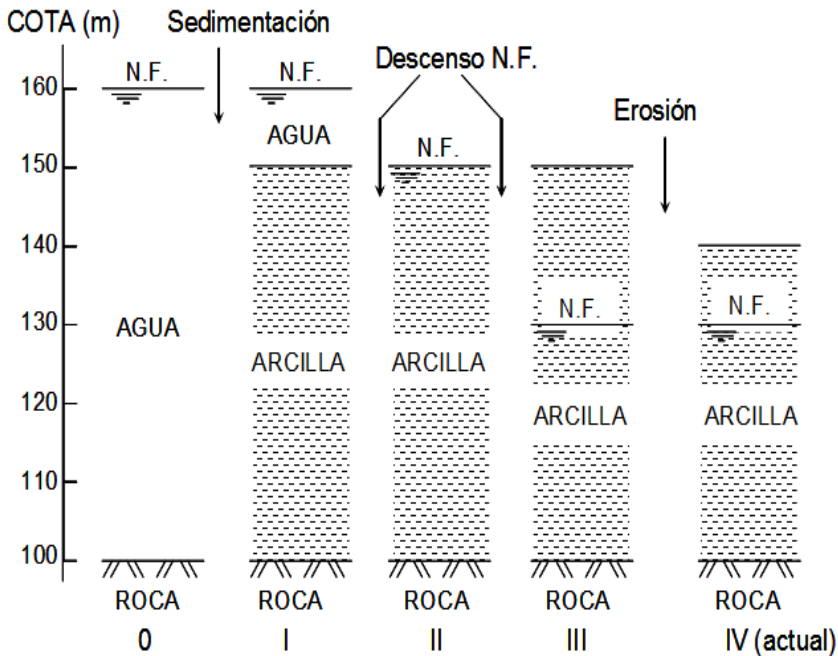 COTA (m)
Sedimentación
Descenso N.F.
Erosión
160
150
140
130
120
110
100
N.F.
AGUA
ROCA
0
N.F.
AGUA
ARCILLA
ROCA
I
N.F.
ARCILLA
ROCA
II
N.F.
ARCILLA
ROCA
III
N.F.
ARCILLA
ROCA
IV (actual)